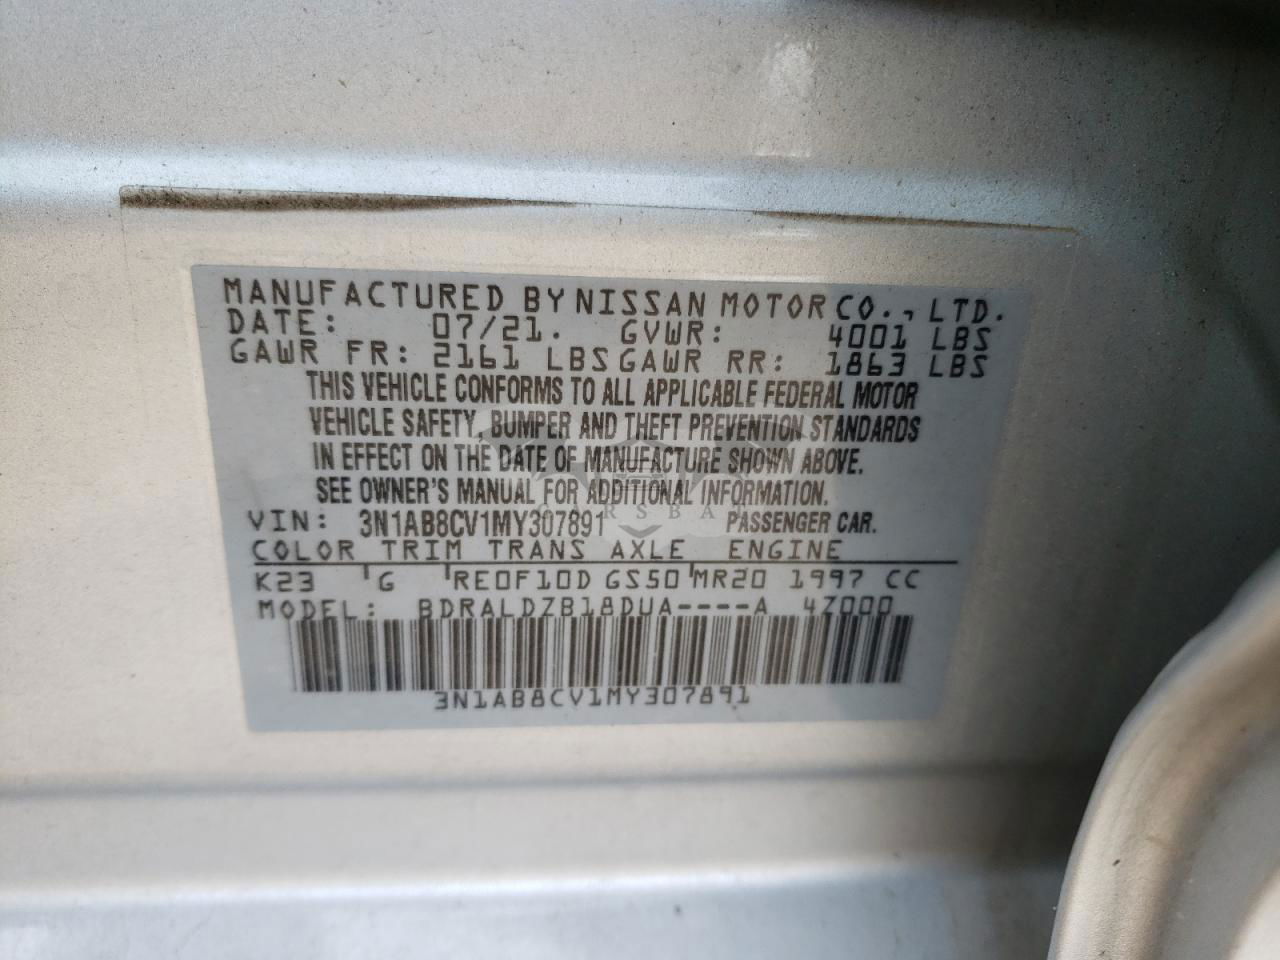 MANUFACTURED BY NISSAN MOTOR CO., LTD.
DATE: 07/21. GVWR: 4001 LBS
GAWR FR: 2161 LBS GAWR RR: 1863 LBS
THIS VEHICLE CONFORMS TO ALL APPLICABLE FEDERAL MOTOR
VEHICLE SAFETY, BUMPER AND THEFT PREVENTION STANDARDS
IN EFFECT ON THE DATE OF MANUFACTURE SHOWN ABOVE.
SEE OWNER'S MANUAL FOR ADDITIONAL INFORMATION.
CARSBAT
VIN: 3N1AB8CV1MY307891 PASSENGER CAR.
COLOR TRIM TRANS AXLE ENGINE
K23 G RE0F10D GS50 MR20 1997 CC
MODEL: BDRALDZB18DUA----A 4Z000
3N1AB8CV1MY307891